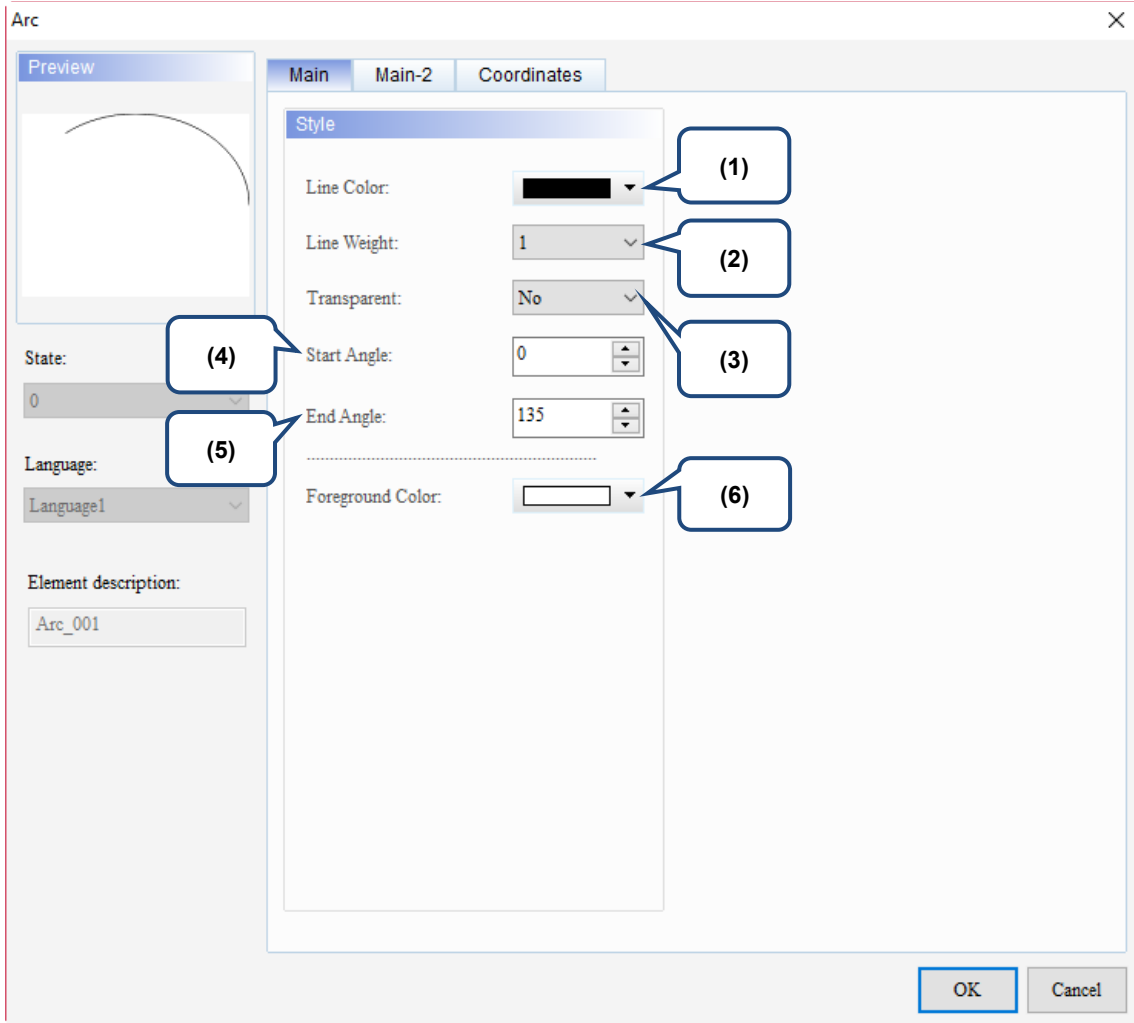 Arc
Preview
Main Main-2 Coordinates
Style
Line Color:
(1)
Line Weight:
1
(2)
Transparent:
No
(3)
State:
(4)
Start Angle:
0
0
End Angle:
135
(5)
Language:
Language1
Foreground Color:
(6)
Element description:
Arc_001
OK
Cancel